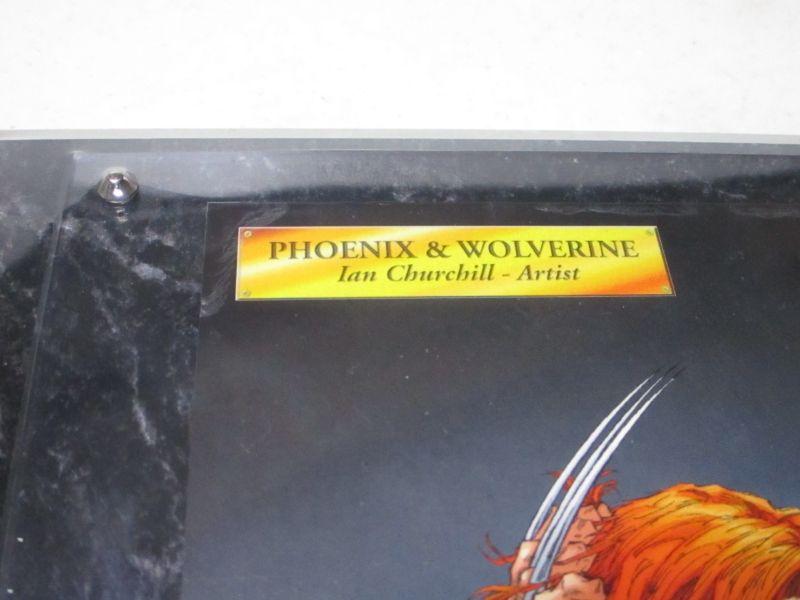 PHOENIX & WOLVERINE
Ian Churchill - Artist